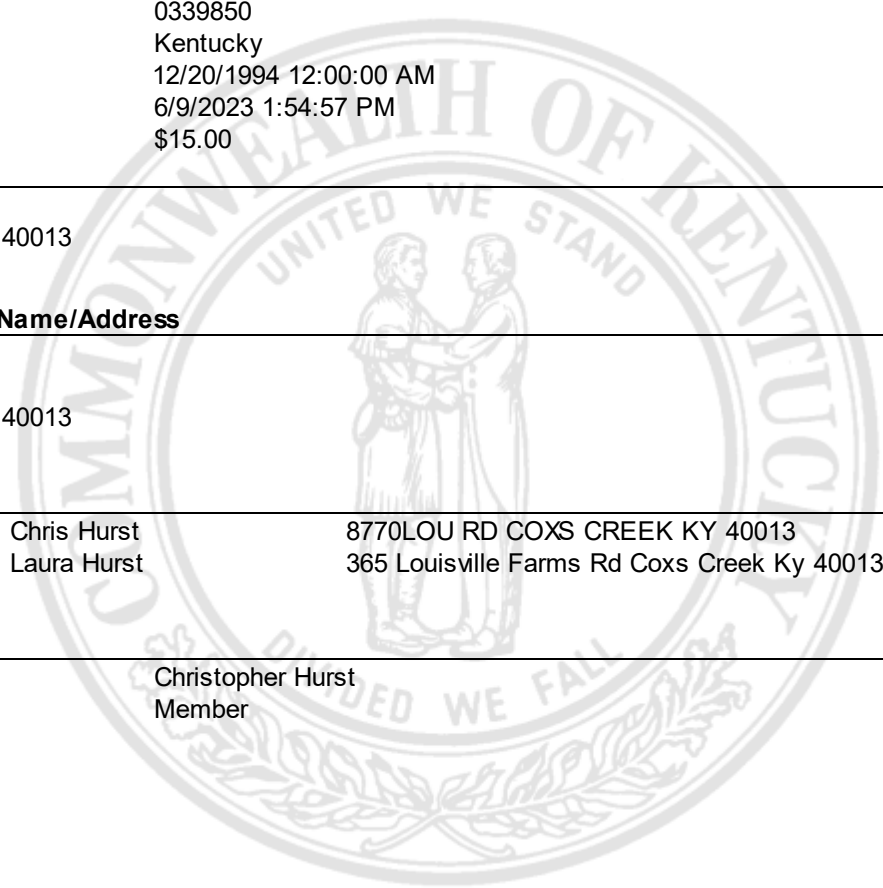 0339850
Kentucky
12/20/1994 12:00:00 AM
6/9/2023 1:54:57 PM
$15.00
COMMONWEALTH OF KENTUCKY
UNITED WE STAND
40013
Name/Address
40013
Chris Hurst 8770LOU RD COXS CREEK KY 40013
Laura Hurst 365 Louisville Farms Rd Coxs Creek Ky 40013
DIVIDED WE FALL
Christopher Hurst
Member